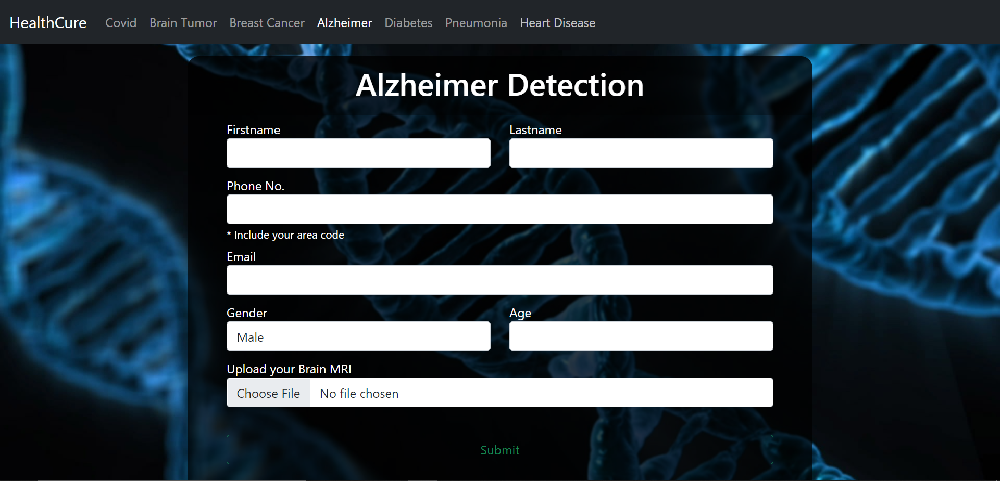 HealthCure Covid Brain Tumor Breast Cancer Alzheimer Diabetes Pneumonia Heart Disease
Alzheimer Detection
Firstname Lastname
Phone No.
* Include your area code
Email
Gender Age
Male
Upload your Brain MRI
Choose File No file chosen
Submit